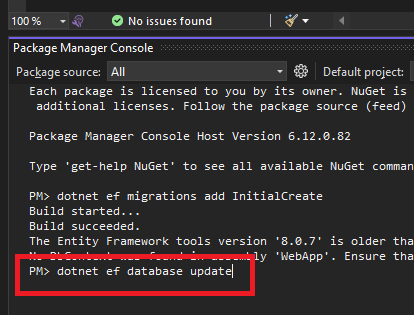 100 %
No issues found
Package Manager Console
Package source: All
Default project:
Each package is licensed to you by its owner. NuGet is
additional licenses. Follow the package source (feed)
Package Manager Console Host Version 6.12.0.82
Type 'get-help NuGet' to see all available NuGet comman
PM> dotnet ef migrations add InitialCreate
Build started...
Build succeeded.
The Entity Framework tools version '8.0.7' is older tha
No DbContext was found in assembly 'WebApp'. Ensure tha
PM> dotnet ef database update